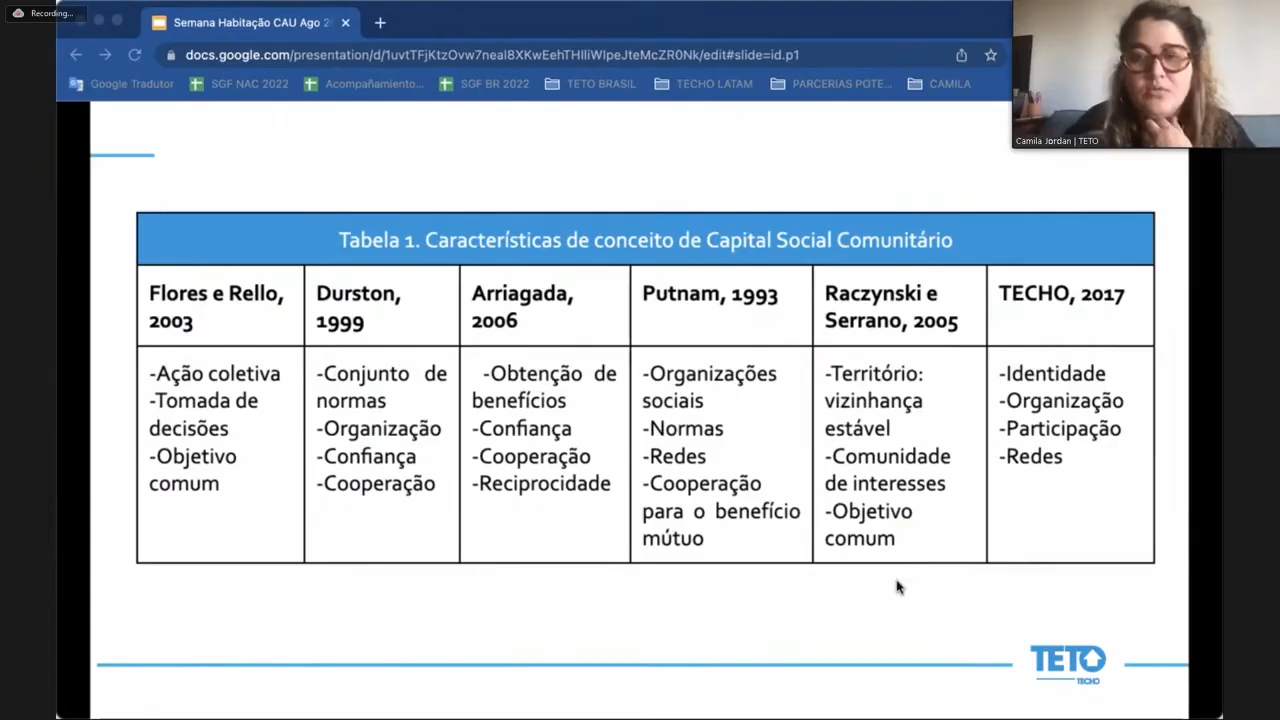 Recording...
Semana Habitação CAU Ago 2
docs.google.com/presentation/d/1uvtTFjKtzOvw7neal8XKwEehTHlliWlpeJteMcZR0Nk/edit#slide=id.p1
Google Tradutor
SGF NAC 2022
Acompañamiento...
SGF BR 2022
TETO BRASIL
TECHO LATAM
PARCERIAS POTE...
CAMILA
Camila Jordan | TETO
Tabela 1. Características de conceito de Capital Social Comunitário
Flores e Rello,
2003
Durston,
1999
Arriagada,
2006
Putnam, 1993
Raczynski e
Serrano, 2005
TECHO, 2017
-Ação coletiva
-Tomada de
decisões
-Objetivo
comum
-Conjunto de
normas
-Organização
-Confiança
-Cooperação
-Obtenção de
benefícios
-Confiança
-Cooperação
-Reciprocidade
-Organizações
sociais
-Normas
-Redes
-Cooperação
para o benefício
mútuo
-Território:
vizinhança
estável
-Comunidade
de interesses
-Objetivo
comum
-Identidade
-Organização
-Participação
-Redes
TETO
TECHO